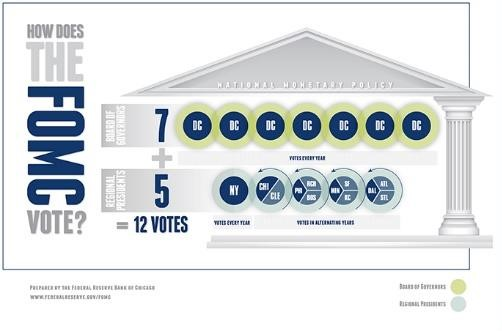 HOW DOES
THE
FOMC
VOTE?
NATIONAL MONETARY POLICY
BOARD OF
GOVERNORS
7
DC
DC
DC
DC
DC
DC
DC
VOTES EVERY YEAR
+
REGIONAL
PRESIDENTS
5
NY
CHI
CLE
PHI
RCH
BOS
MIN
SF
KC
DAL
ATL
STL
= 12 VOTES
VOTES EVERY YEAR
VOTES IN ALTERNATING YEARS
PREPARED BY THE FEDERAL RESERVE BANK OF CHICAGO
WWW.FEDERALRESERVE.GOV/FOMC
BOARD OF GOVERNORS
REGIONAL PRESIDENTS